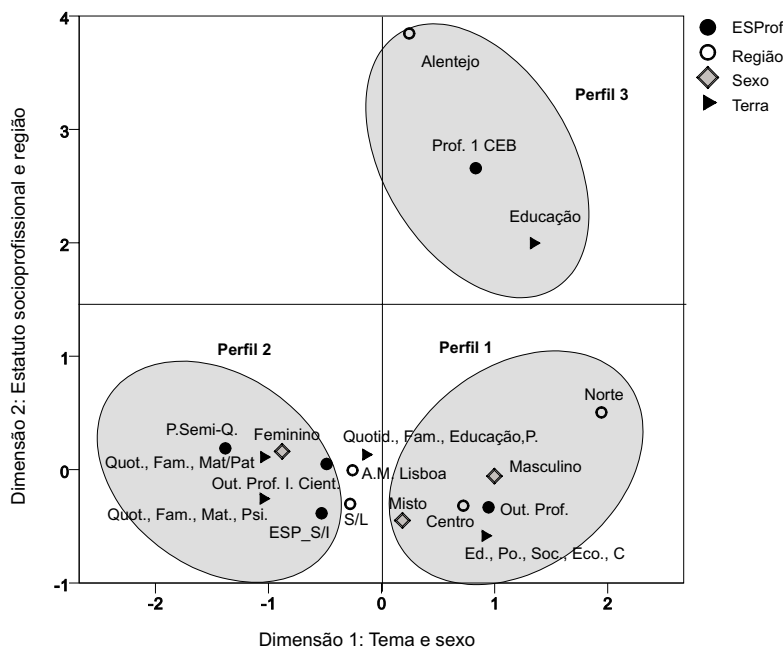 4
Alentejo
Perfil 3
ESProf
Região
Sexo
Terra
3
Prof. 1 CEB
Educação
2
Dimensão 2: Estatuto socioprofissional e região
1
Perfil 2
Perfil 1
Norte
P.Semi-Q.
Feminino
Quotid., Fam., Educação,P.
Quot., Fam., Mat/Pat
0
A.M. Lisboa
Masculino
Out. Prof. I. Cient.
Misto
Quot., Fam., Mat., Psi.
S/L
Centro
Out. Prof.
ESP_S/I
Ed., Po., Soc., Eco., C
-1
-2
-1
0
1
2
Dimensão 1: Tema e sexo